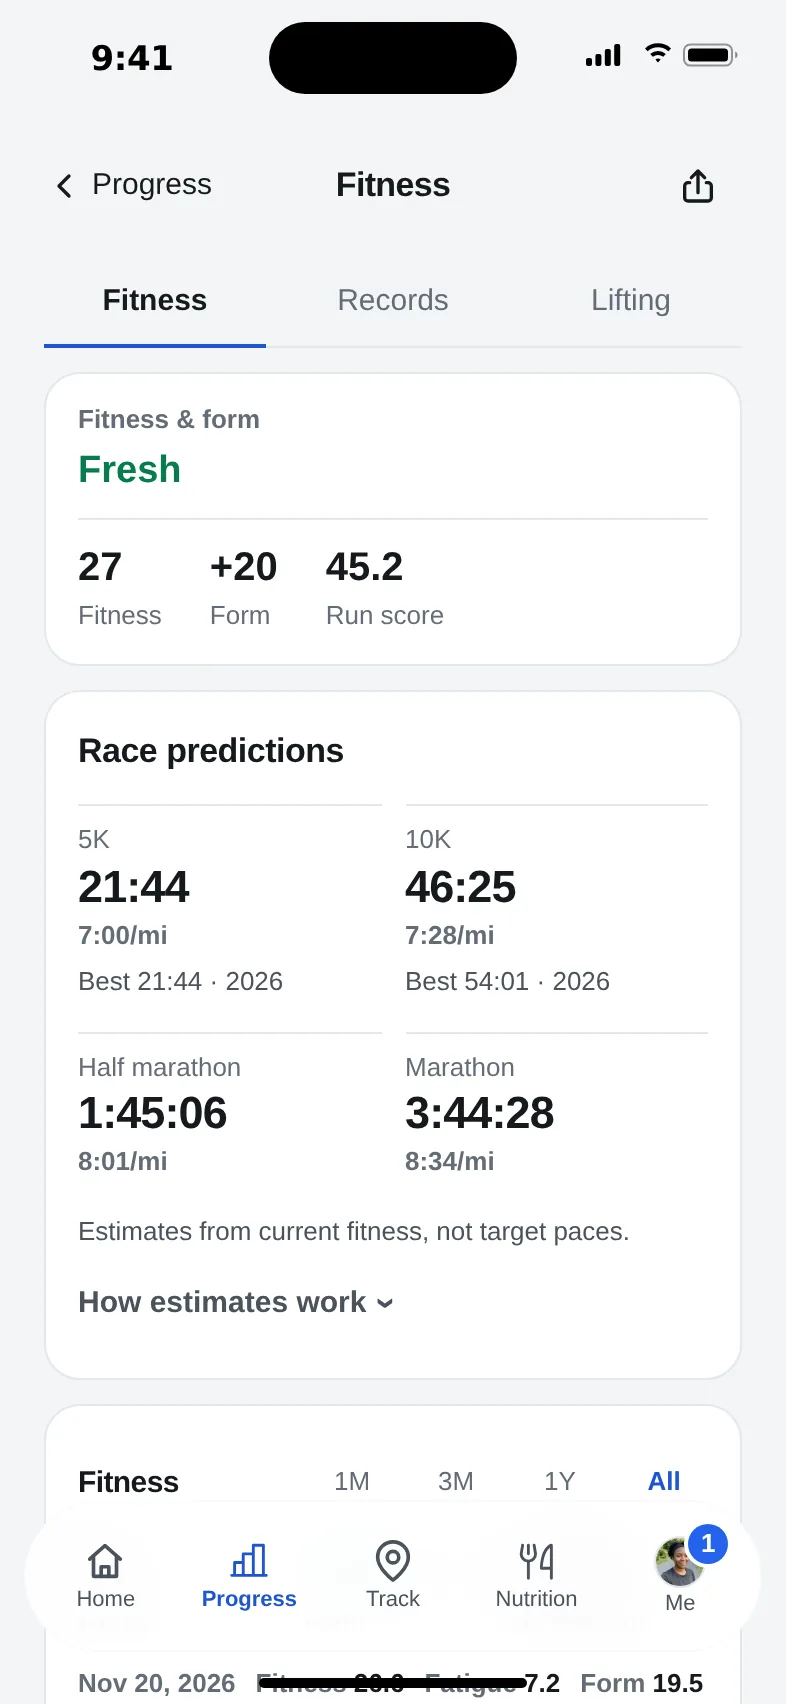 9:41
Progress
Fitness
Fitness Records Lifting
Fitness & form
Fresh
27 +20 45.2
Fitness Form Run score
Race predictions
5K 10K
21:44 46:25
7:00/mi 7:28/mi
Best 21:44 · 2026 Best 54:01 · 2026
Half marathon Marathon
1:45:06 3:44:28
8:01/mi 8:34/mi
Estimates from current fitness, not target paces.
How estimates work
Fitness 1M 3M 1Y All
1
Home Progress Track Nutrition Me
Nov 20, 2026 Fitness Fatigue 7.2 Form 19.5